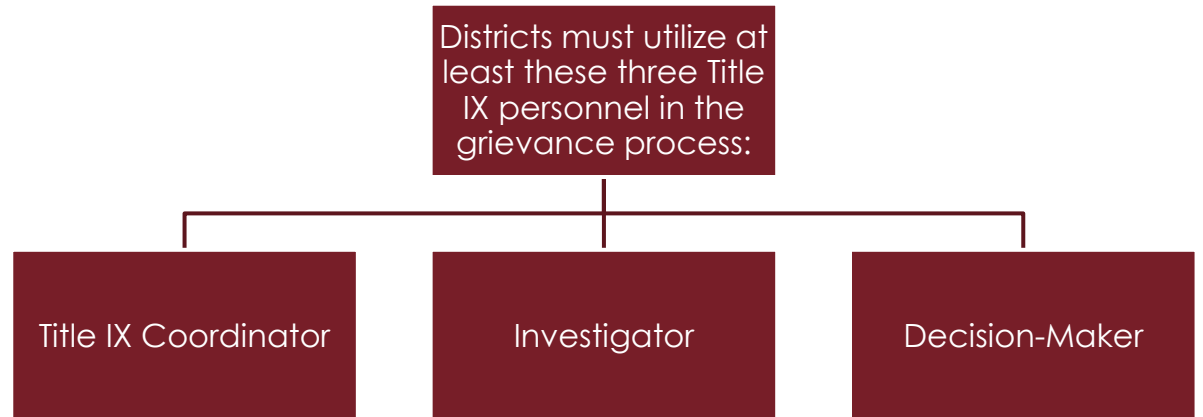 Districts must utilize at
least these three Title
IX personnel in the
grievance process:
Title IX Coordinator
Investigator
Decision-Maker